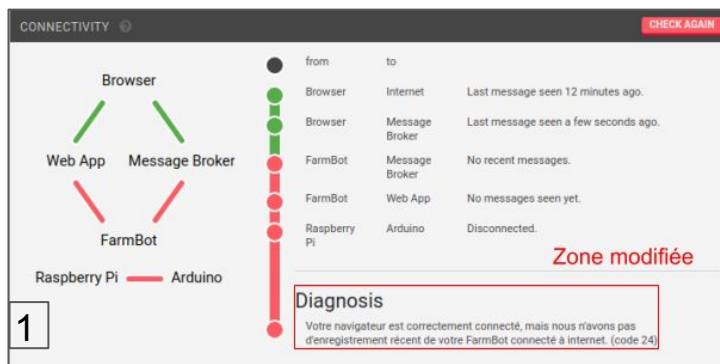 CONNECTIVITY ?
CHECK AGAIN
Browser
Web App Message Broker
FarmBot
Raspberry Pi Arduino
from to
Browser Internet Last message seen 12 minutes ago.
Browser Message Last message seen a few seconds ago.
Broker
FarmBot Message No recent messages.
Broker
FarmBot Web App No messages seen yet.
Raspberry Arduino Disconnected.
Pi
Zone modifiée
Diagnosis
Votre navigateur est correctement connecté, mais nous n'avons pas
d'enregistrement récent de votre FarmBot connecté à internet. (code 24)
1